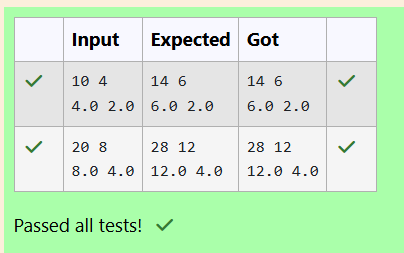 Input Expected Got
10 4 14 6 14 6
4.0 2.0 6.0 2.0 6.0 2.0
20 8 28 12 28 12
8.0 4.0 12.0 4.0 12.0 4.0
Passed all tests!